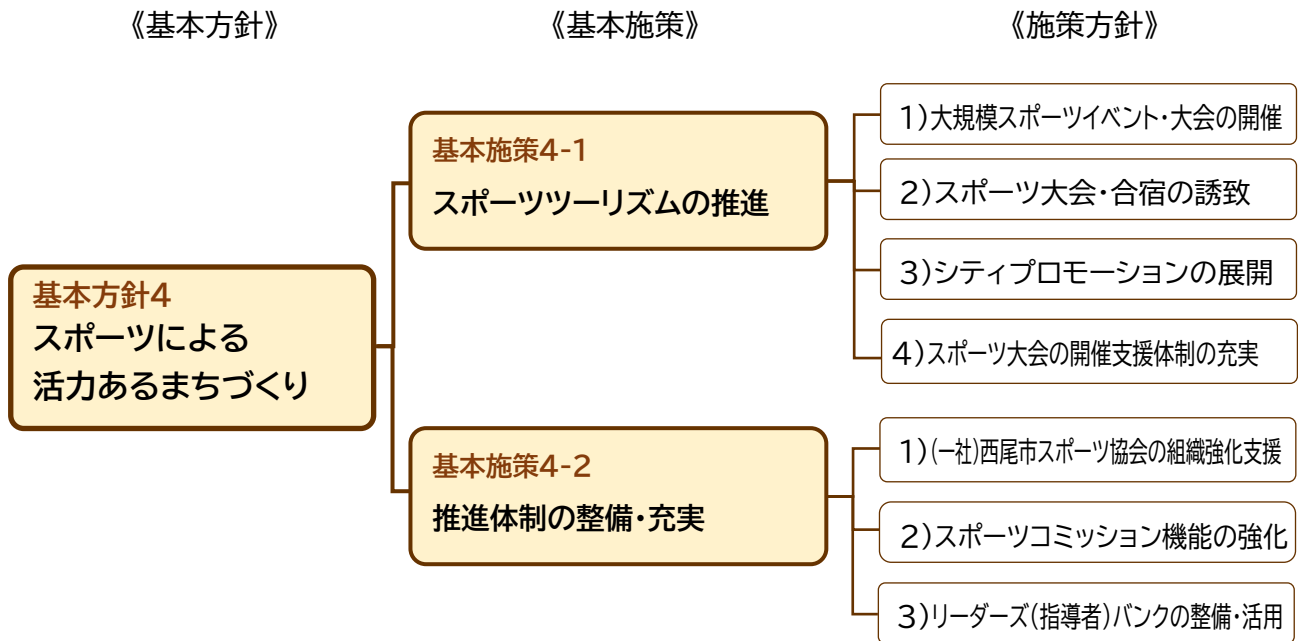 《基本方針》
《基本施策》
《施策方針》
基本方針4
スポーツによる
活力あるまちづくり
基本施策4-1
スポーツツーリズムの推進
1)大規模スポーツイベント・大会の開催
2)スポーツ大会・合宿の誘致
3)シティプロモーションの展開
4)スポーツ大会の開催支援体制の充実
基本施策4-2
推進体制の整備・充実
1)(一社)西尾市スポーツ協会の組織強化支援
2)スポーツコミッション機能の強化
3)リーダーズ(指導者)バンクの整備・活用